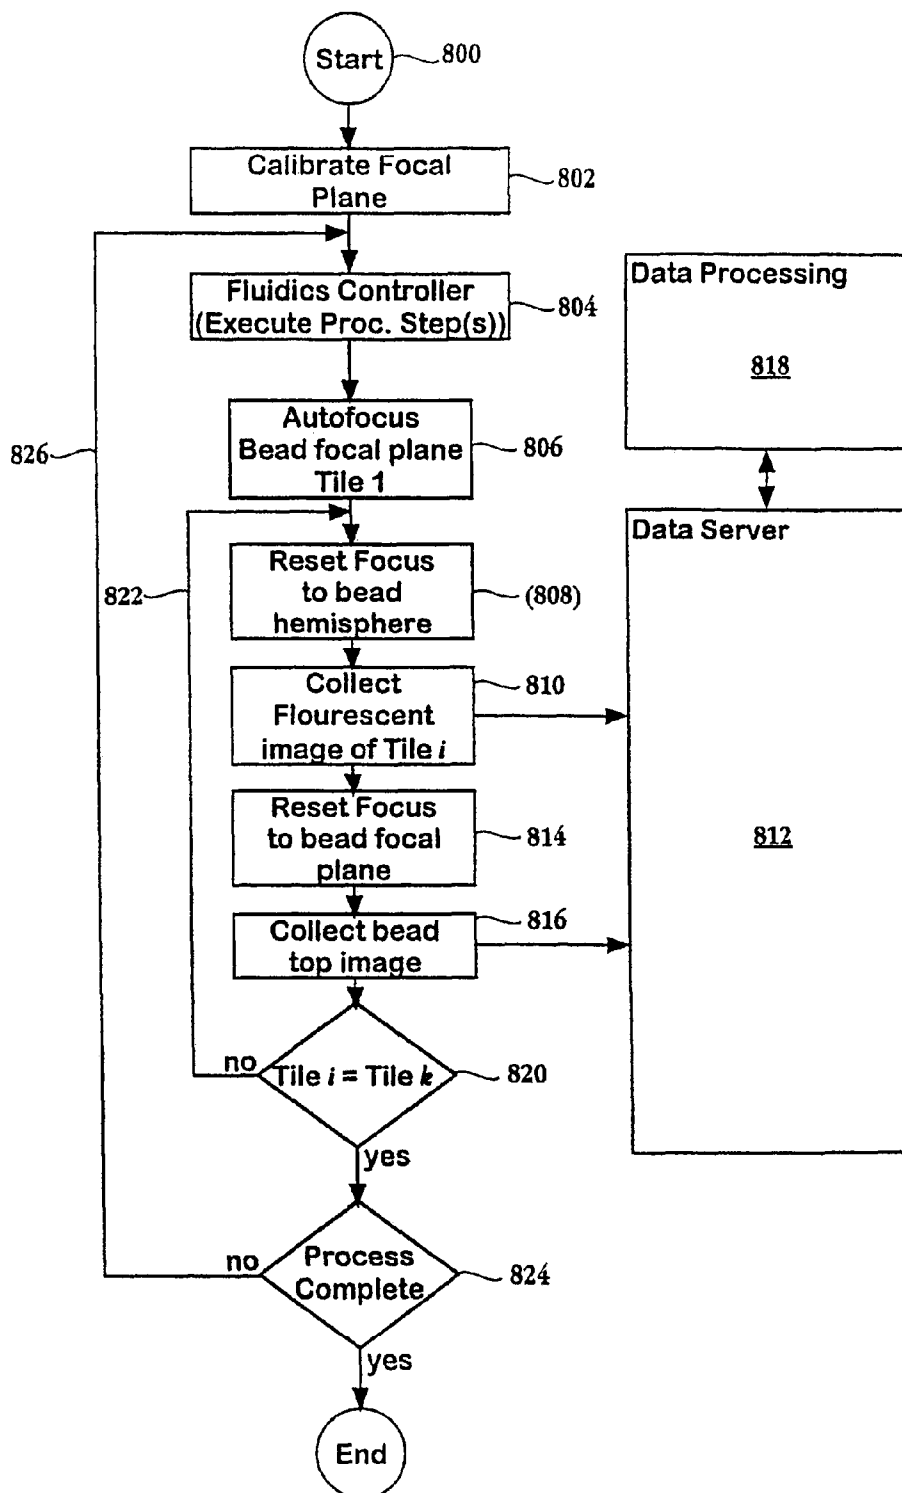 Start
800
Calibrate Focal
Plane
802
Fluidics Controller
(Execute Proc. Step(s))
804
Data Processing
818
Autofocus
Bead focal plane
Tile 1
806
826
Data Server
812
Reset Focus
to bead
hemisphere
(808)
822
Collect
Flourescent
image of Tile i
810
Reset Focus
to bead focal
plane
814
Collect bead
top image
816
Tile i = Tile k
820
no
yes
Process
Complete
824
no
yes
End